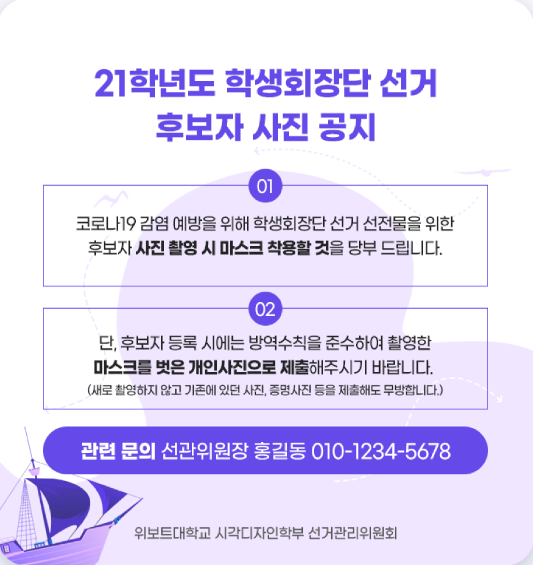 21학년도 학생회장단 선거
후보자 사진 공지
01
코로나19 감염 예방을 위해 학생회장단 선거 선전물을 위한
후보자 사진 촬영 시 마스크 착용할 것을 당부 드립니다.
02
단, 후보자 등록 시에는 방역수칙을 준수하여 촬영한
마스크를 벗은 개인사진으로 제출해주시기 바랍니다.
(새로 촬영하지 않고 기존에 있던 사진, 증명사진 등을 제출해도 무방합니다.)
관련 문의 선관위원장 홍길동 010-1234-5678
위보트대학교 시각디자인학부 선거관리위원회